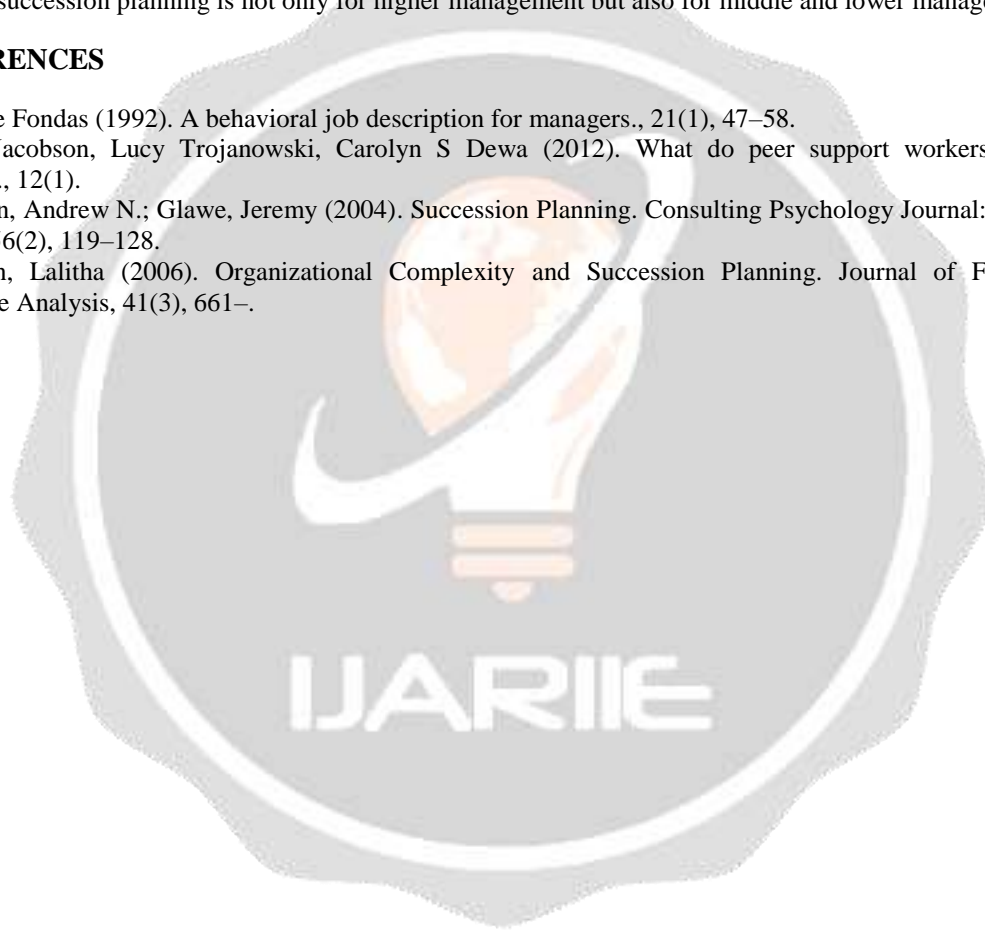 succession planning is not only for higher management but also for middle and lower manage
RENCES
e Fondas (1992). A behavioral job description for managers., 21(1), 47–58.
acobson, Lucy Trojanowski, Carolyn S Dewa (2012). What do peer support workers
., 12(1).
n, Andrew N.; Glawe, Jeremy (2004). Succession Planning. Consulting Psychology Journal:
6(2), 119–128.
n, Lalitha (2006). Organizational Complexity and Succession Planning. Journal of F
e Analysis, 41(3), 661–.
IJARIIE